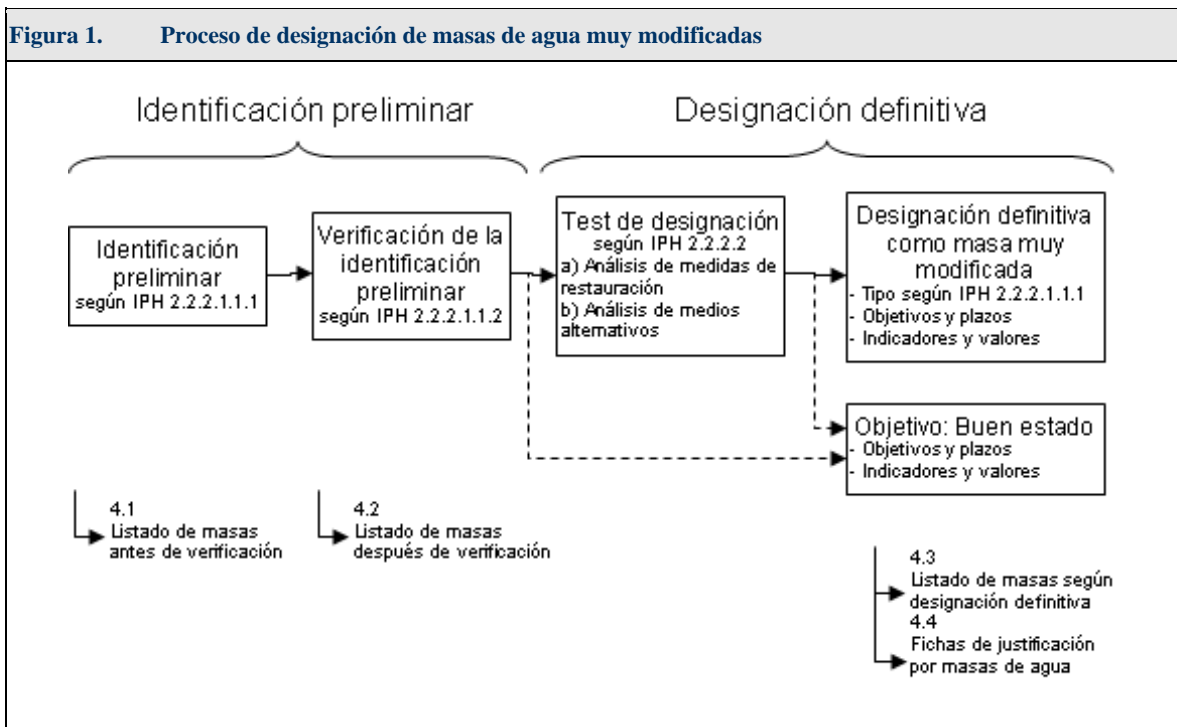 Figura 1. Proceso de designación de masas de agua muy modificadas
Identificación preliminar
Designación definitiva
Identificación
preliminar
según IPH 2.2.2.1.1.1
Verificación de la
identificación
preliminar
según IPH 2.2.2.1.1.2
Test de designación
según IPH 2.2.2.2
a) Análisis de medidas de
restauración
b) Análisis de medios
alternativos
Designación definitiva
como masa muy
modificada
- Tipo según IPH 2.2.2.1.1.1
- Objetivos y plazos
- Indicadores y valores
Objetivo: Buen estado
- Objetivos y plazos
- Indicadores y valores
4.1
Listado de masas
antes de verificación
4.2
Listado de masas
después de verificación
4.3
Listado de masas según
designación definitiva
4.4
Fichas de justificación
por masas de agua